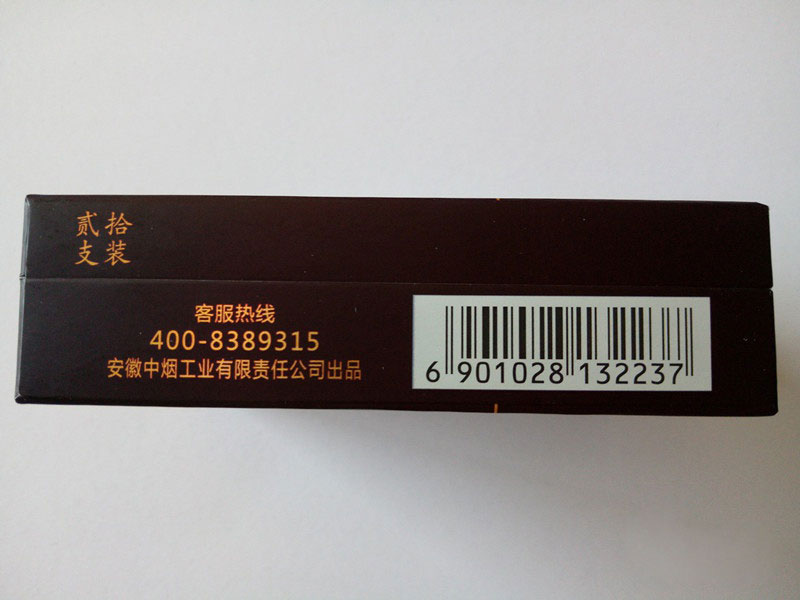 贰拾
支装
客服热线
400-8389315
安徽中烟工业有限责任公司出品
6 901028 132237